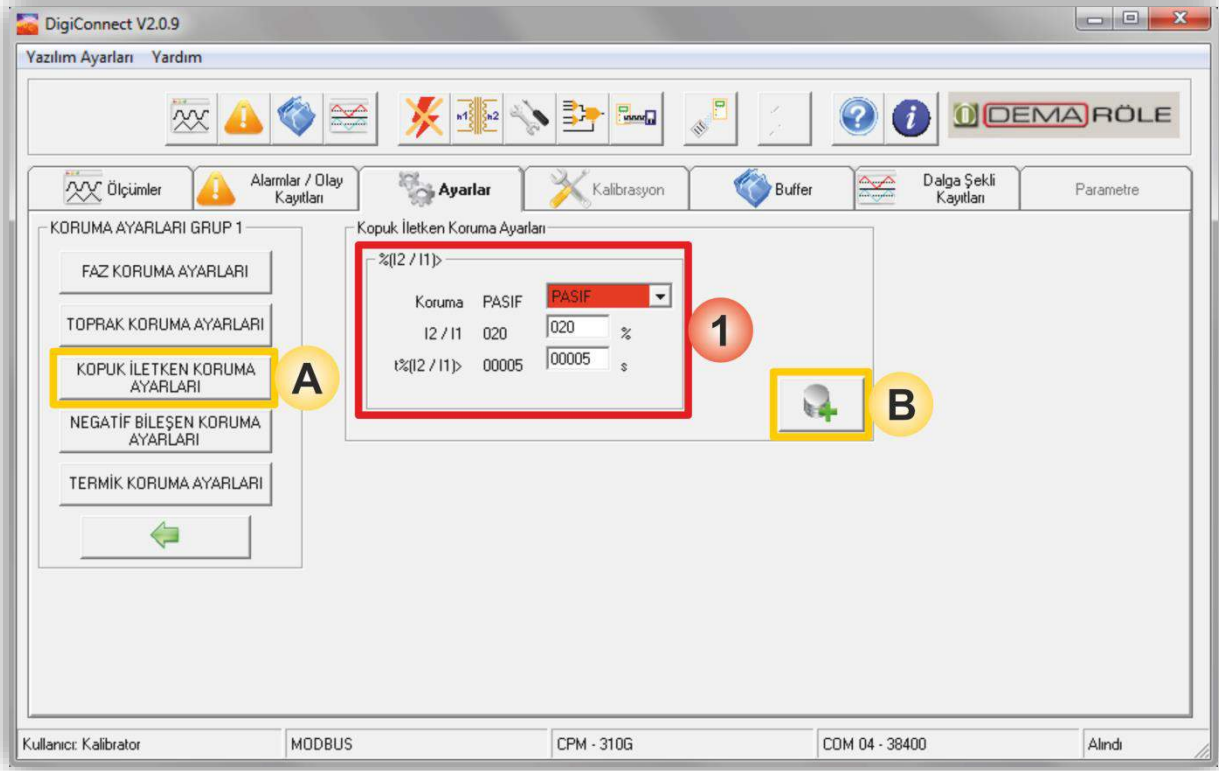 DigiConnect V2.0.9
Yazılım Ayarları Yardım
h1 h2
DEMA RÖLE
Ölçümler
Alarmlar / Olay
Kayıtları
Ayarlar
Kalibrasyon
Buffer
Dalga Şekli
Kayıtları
Parametre
KORUMA AYARLARI GRUP 1
FAZ KORUMA AYARLARI
TOPRAK KORUMA AYARLARI
KOPUK İLETKEN KORUMA
AYARLARI
A
NEGATİF BİLEŞEN KORUMA
AYARLARI
TERMİK KORUMA AYARLARI
Kopuk İletken Koruma Ayarları
%(I2 / I1)>
Koruma PASIF PASIF
I2 / I1 020 020 %
t%(I2 / I1)> 00005 00005 s
1
B
Kullanıcı: Kalibrator MODBUS CPM - 310G COM 04 - 38400 Alındı